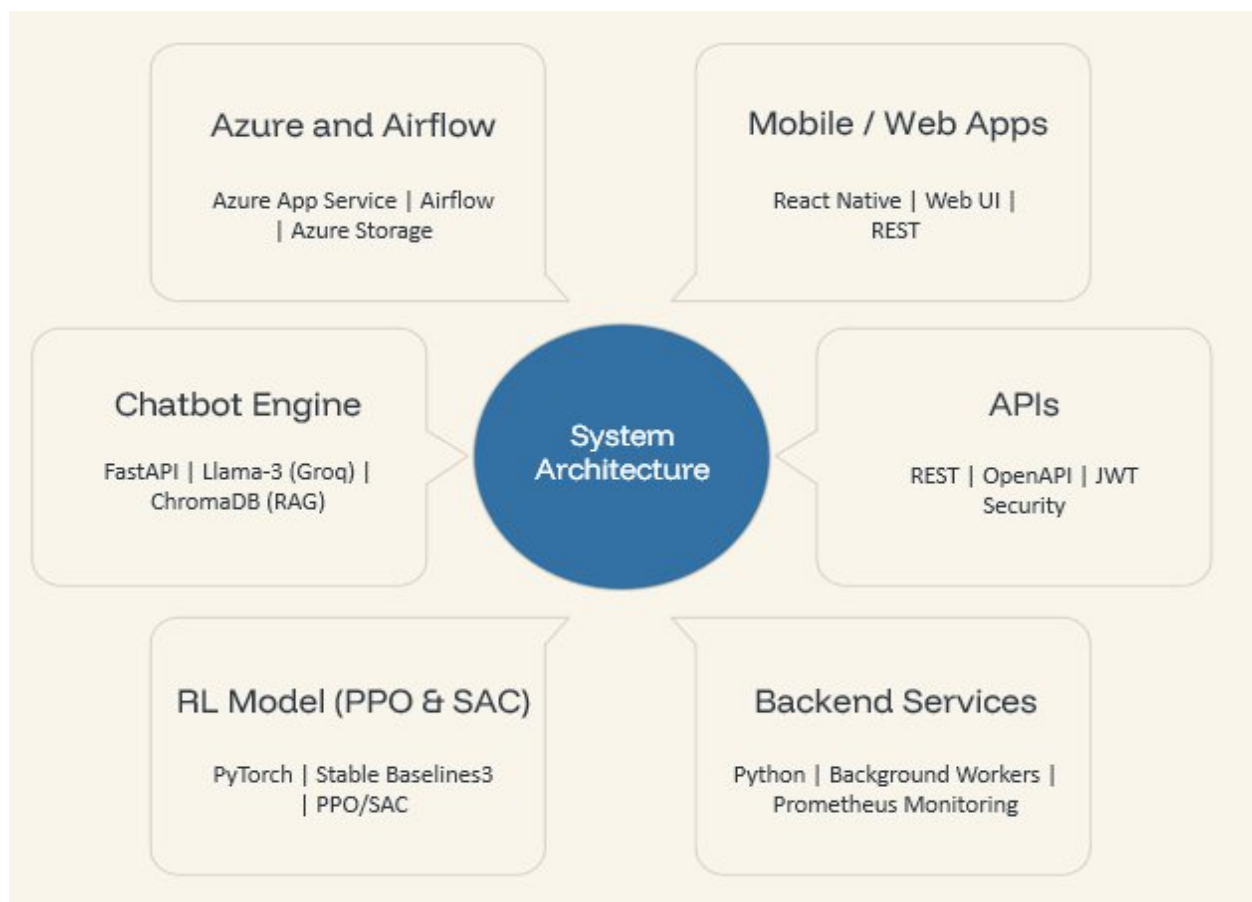 Azure and Airflow
Azure App Service | Airflow
| Azure Storage
Mobile / Web Apps
React Native | Web UI |
REST
Chatbot Engine
FastAPI | Llama-3 (Groq) |
ChromaDB (RAG)
System
Architecture
APIs
REST | OpenAPI | JWT
Security
RL Model (PPO & SAC)
PyTorch | Stable Baselines3
| PPO/SAC
Backend Services
Python | Background Workers |
Prometheus Monitoring